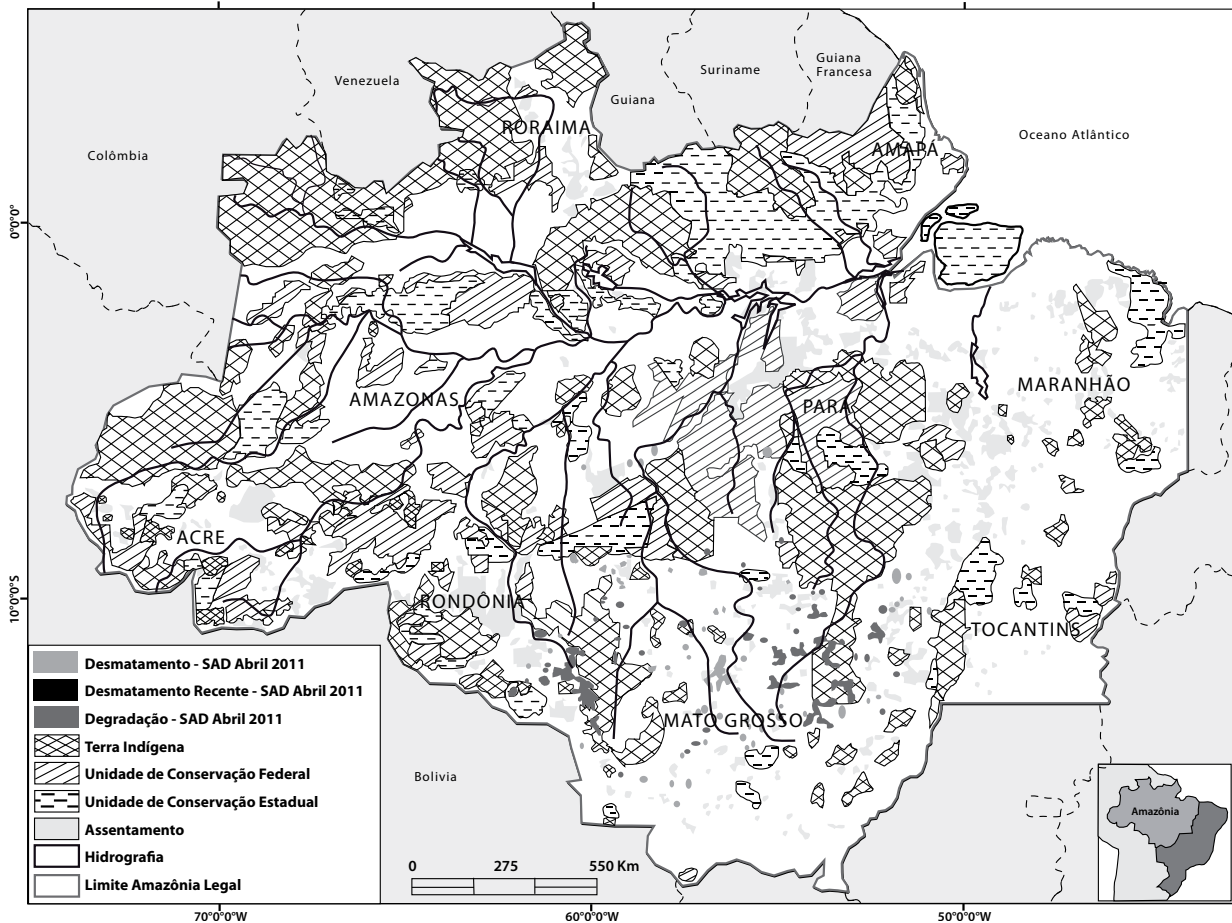 Venezuela
Suriname
Guiana
Francesa
Guiana
RORAIMA
Oceano Atlântico
AMAPÁ
Colômbia
0°0'0"
MARANHÃO
AMAZONAS
PARÁ
ACRE
RONDÔNIA
10°0'0"S
TOCANTINS
MATO GROSSO
Bolivia
Desmatamento - SAD Abril 2011
Desmatamento Recente - SAD Abril 2011
Degradação - SAD Abril 2011
Terra Indígena
Unidade de Conservação Federal
Unidade de Conservação Estadual
Assentamento
Hidrografia
Limite Amazônia Legal
0 275 550 Km
Amazônia
70°0'0"W 60°0'0"W 50°0'0"W